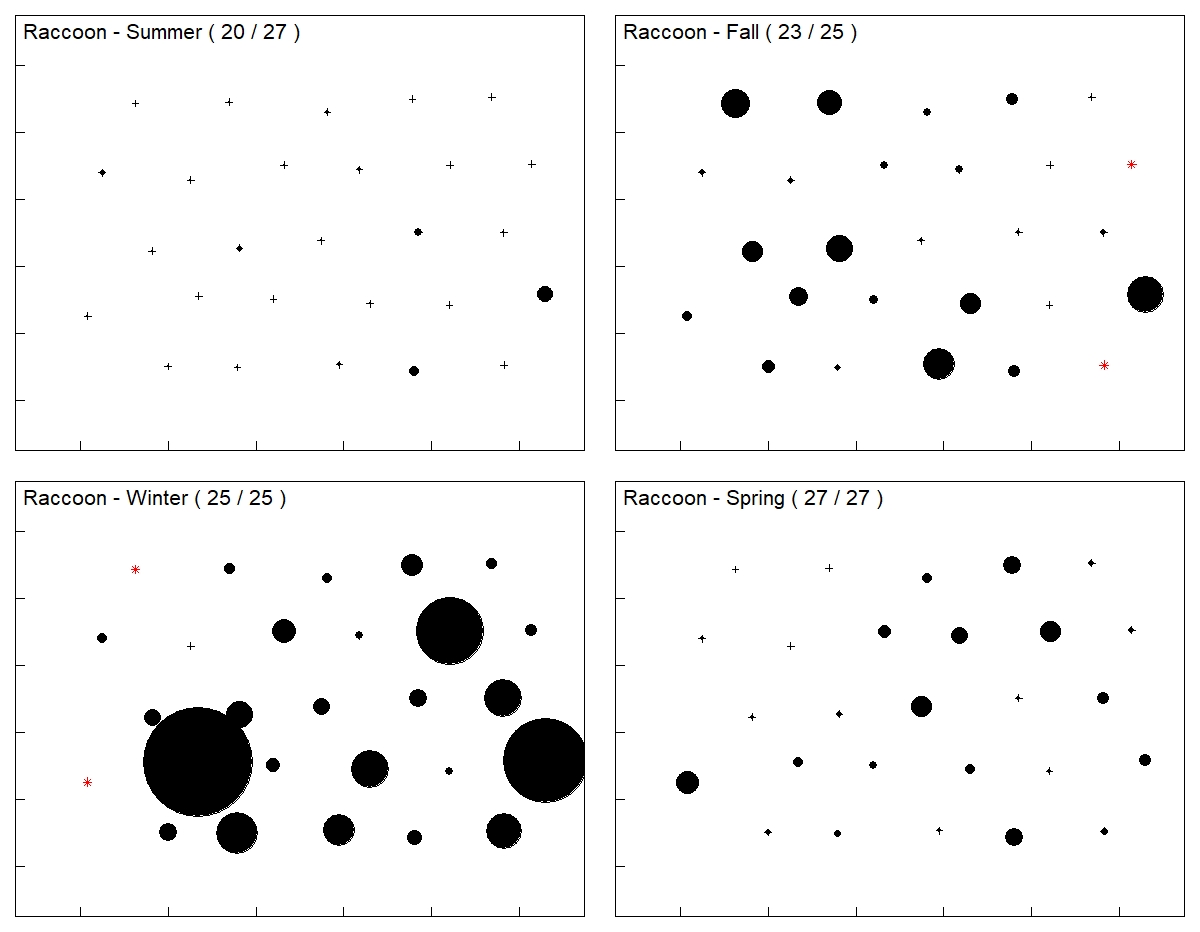 Raccoon - Summer ( 20 / 27 )
Raccoon - Fall ( 23 / 25 )
Raccoon - Winter ( 25 / 25 )
Raccoon - Spring ( 27 / 27 )